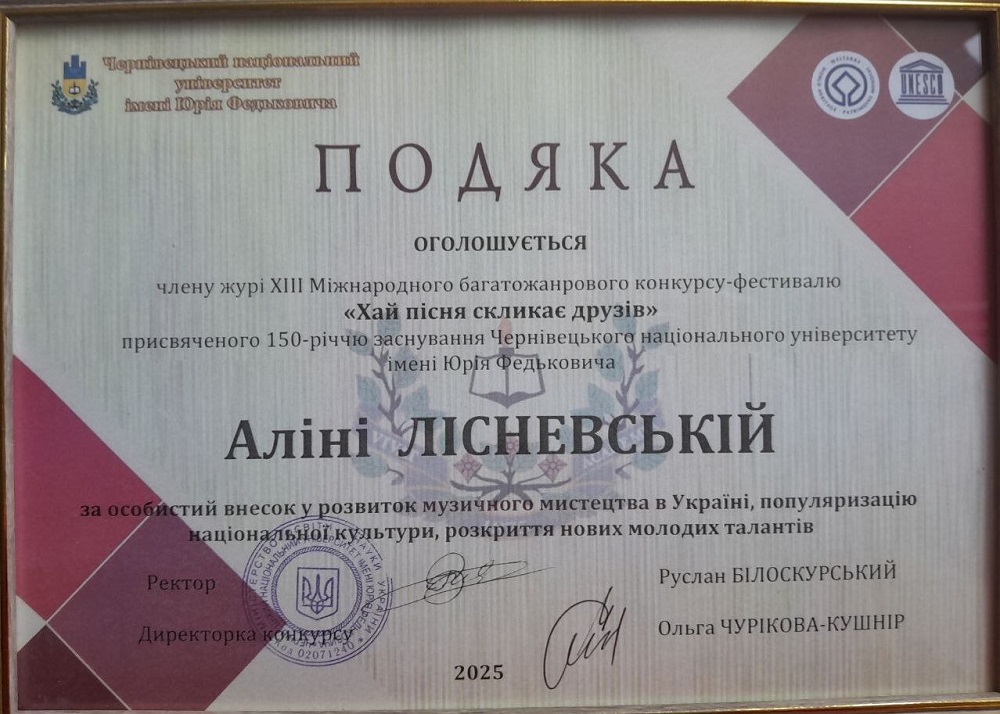 Чернівецький національний
університет
імені Юрія Федьковича
UNESCO
ПОДЯКА
ОГОЛОШУЄТЬСЯ
члену журі XIII Міжнародного багатожанрового конкурсу-фестивалю
«Хай пісня скликає друзів»
присвяченого 150-річчю заснування Чернівецького національного університету
імені Юрія Федьковича
Аліні ЛІСНЕВСЬКІЙ
за особистий внесок у розвиток музичного мистецтва в Україні, популяризацію
національної культури, розкриття нових молодих талантів
Ректор
Руслан БІЛОСКУРСЬКИЙ
Директорка конкурсу
Ольга ЧУРІКОВА-КУШНІР
02071240
2025